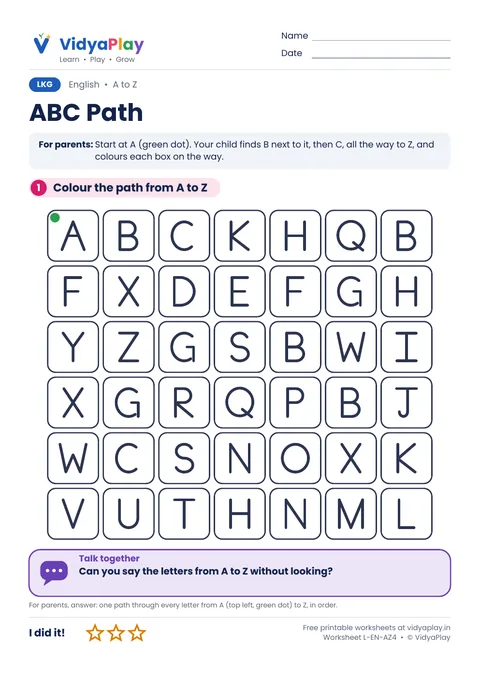 VidyaPlay
Learn • Play • Grow
Name
Date
LKG English • A to Z
ABC Path
For parents: Start at A (green dot). Your child finds B next to it, then C, all the way to Z, and
colours each box on the way.
1 Colour the path from A to Z
A B C K H Q B
F X D E F G H
Y Z G S B W I
X G R Q P B J
W C S N O X K
V U T H N M L
Talk together
Can you say the letters from A to Z without looking?
For parents, answer: one path through every letter from A (top left, green dot) to Z, in order.
I did it!
Free printable worksheets at vidyaplay.in
Worksheet L-EN-AZ4 • © VidyaPlay